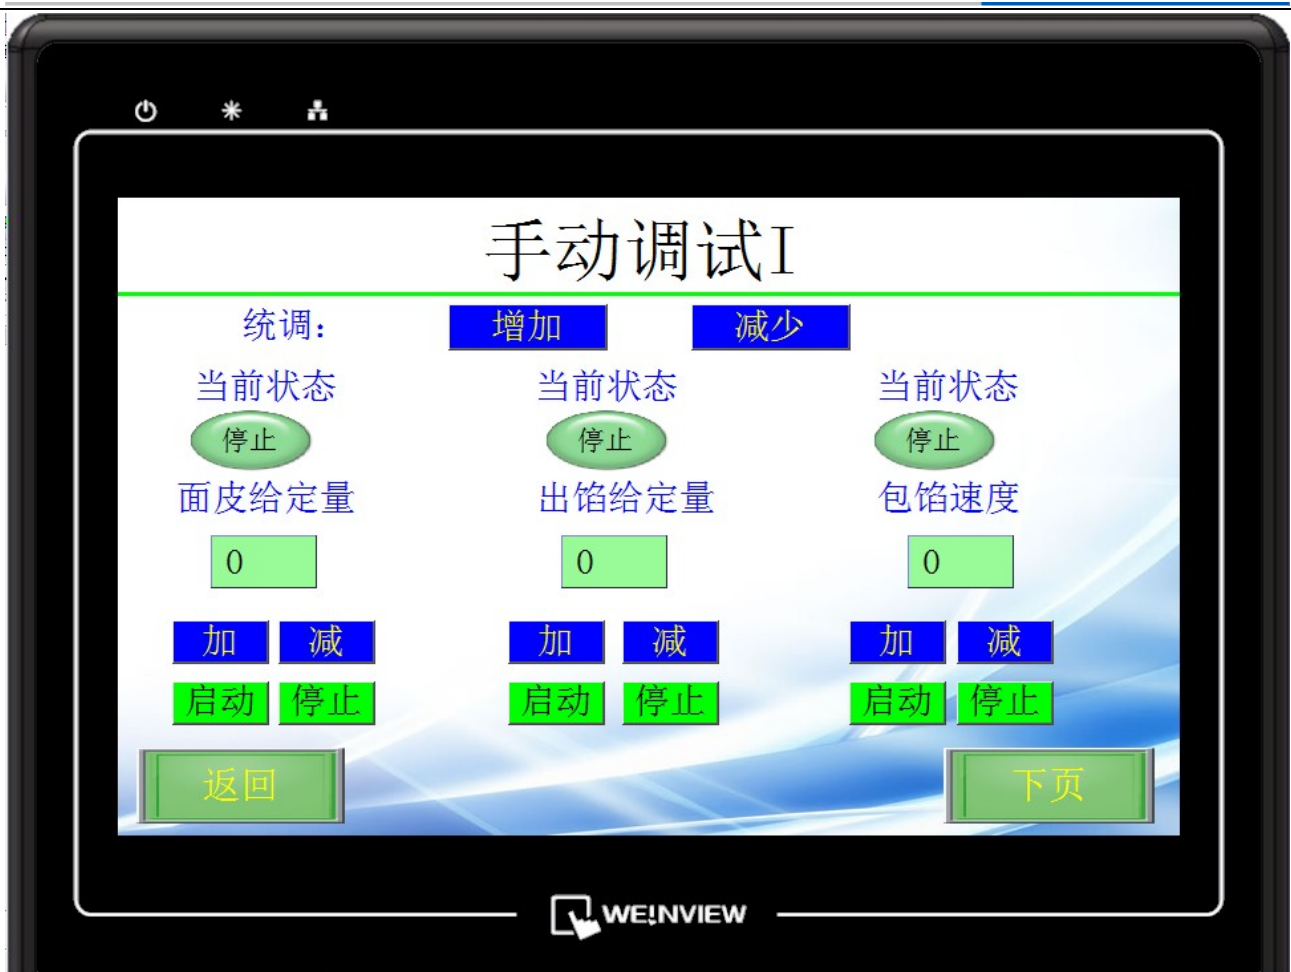 手动调试I
统调: 增加 减少
当前状态 当前状态 当前状态
停止 停止 停止
面皮给定量 出馅给定量 包馅速度
0 0 0
加 减 加 减 加 减
启动 停止 启动 停止 启动 停止
返回 下页
WE!NVIEW